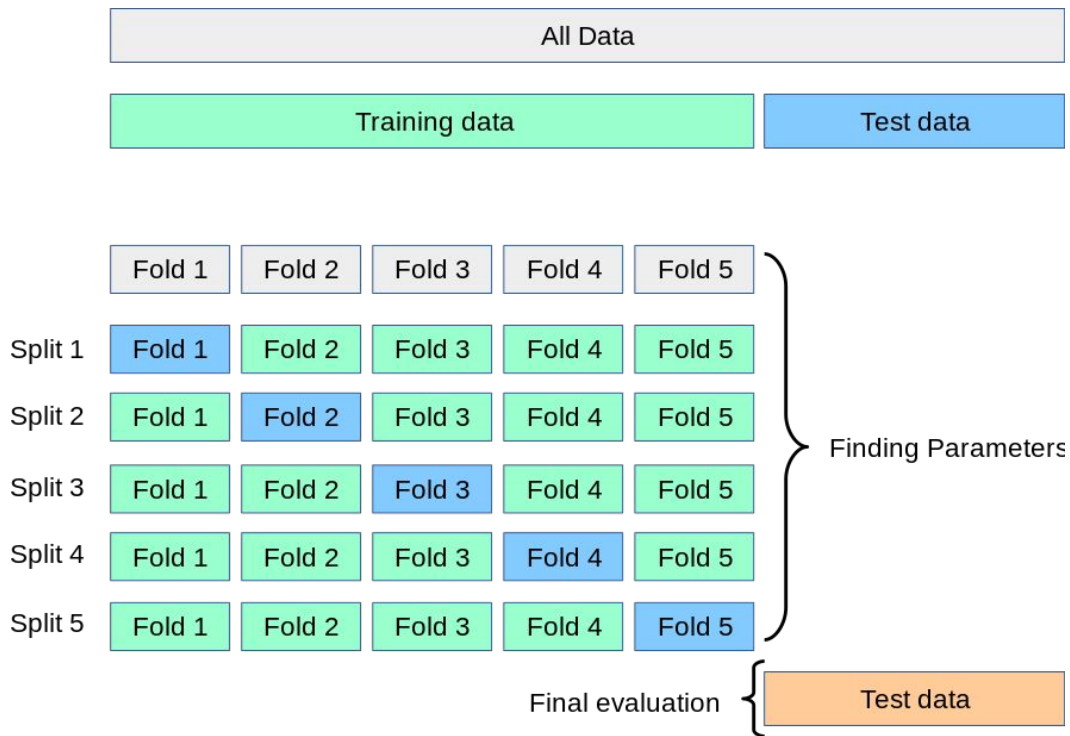 All Data
Training data Test data
Fold 1 Fold 2 Fold 3 Fold 4 Fold 5
Split 1 Fold 1 Fold 2 Fold 3 Fold 4 Fold 5
Split 2 Fold 1 Fold 2 Fold 3 Fold 4 Fold 5
Finding Parameters
Split 3 Fold 1 Fold 2 Fold 3 Fold 4 Fold 5
Split 4 Fold 1 Fold 2 Fold 3 Fold 4 Fold 5
Split 5 Fold 1 Fold 2 Fold 3 Fold 4 Fold 5
Final evaluation Test data